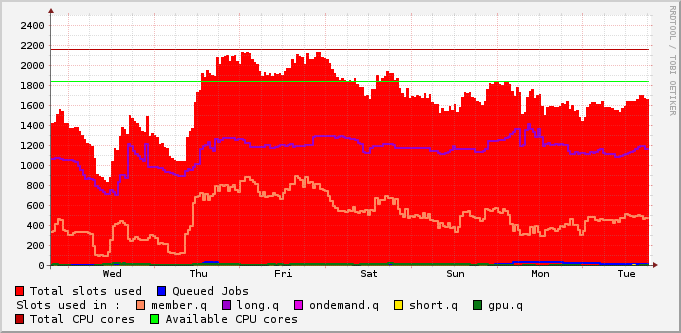 2400
2200
2000
1800
1600
1400
1200
1000
800
600
400
200
0
Wed Thu Fri Sat Sun Mon Tue
RRDTOOL / TOBI OETIKER
Total slots used Queued Jobs
Slots used in : member.q long.q ondemand.q short.q gpu.q
Total CPU cores Available CPU cores